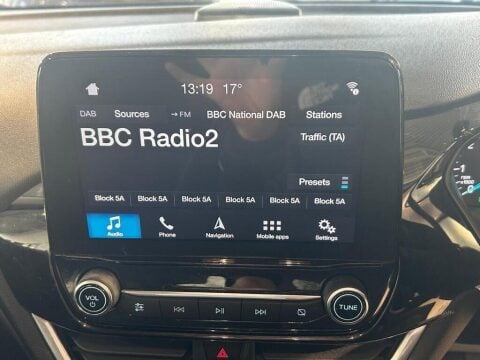 13:19 17°
DAB Sources →FM BBC National DAB Stations
BBC Radio2
Traffic (TA)
Presets
Block 5A Block 5A Block 5A Block 5A Block 5A Block 5A
Audio Phone Navigation Mobile apps Settings
VOL TUNE